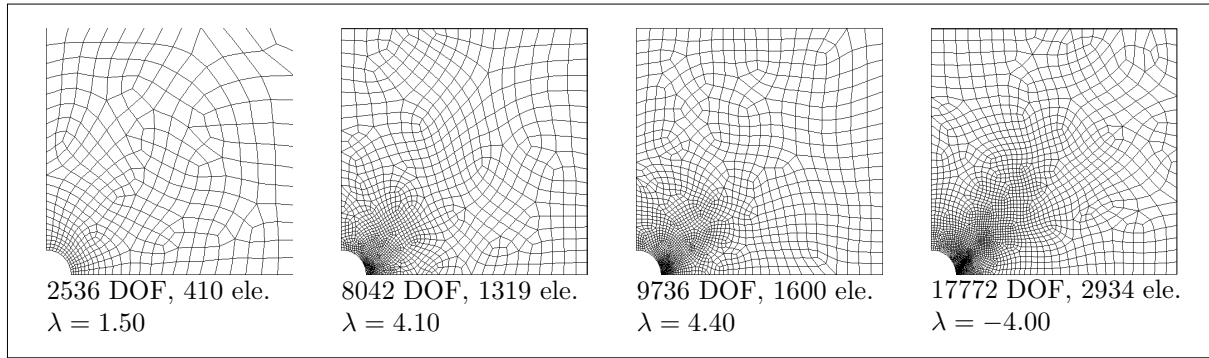 2536 DOF, 410 ele.
λ = 1.50
8042 DOF, 1319 ele.
λ = 4.10
9736 DOF, 1600 ele.
λ = 4.40
17772 DOF, 2934 ele.
λ = −4.00